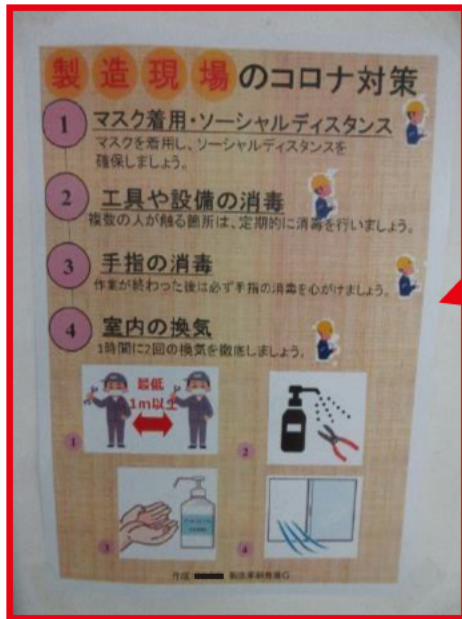 製造現場のコロナ対策
1 マスク着用・ソーシャルディスタンス
マスクを着用し、ソーシャルディスタンスを
確保しましょう。
2 工具や設備の消毒
複数の人が触る箇所は、定期的に消毒を行いましょう。
3 手指の消毒
作業が終わった後は必ず手指の消毒を心がけましょう。
4 室内の換気
1時間に2回の換気を徹底しましょう。
最低
1m以上
1
2
3
4
作成